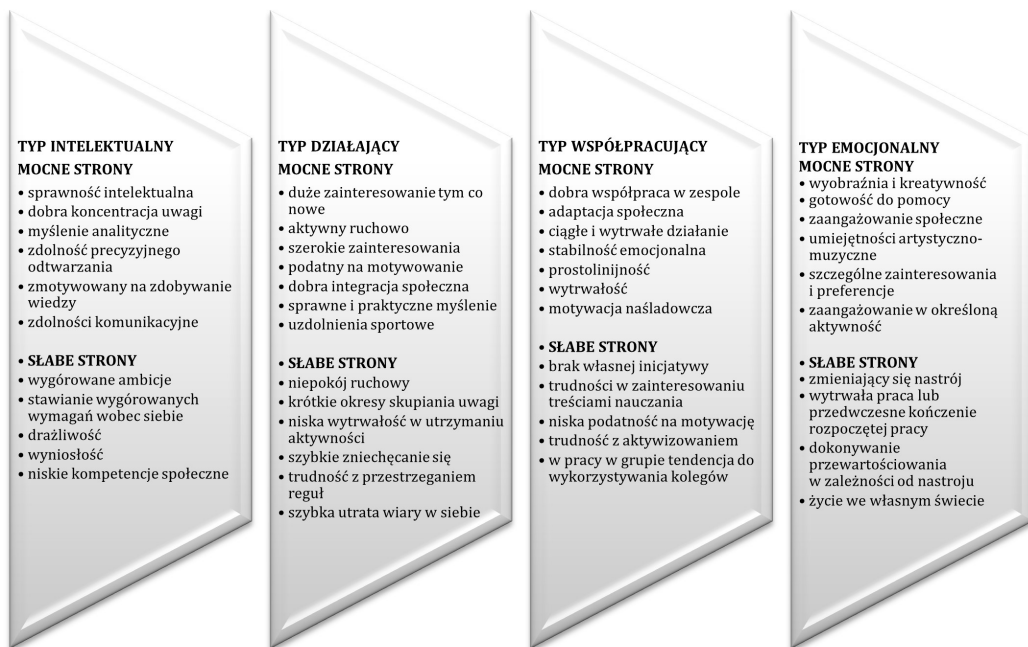 TYP INTELEKTUALNY
MOCNE STRONY
• sprawność intelektualna
• dobra koncentracja uwagi
• myślenie analityczne
• zdolność precyzyjnego
odtwarzania
• zmotywowany na zdobywanie
wiedzy
• zdolności komunikacyjne
• SŁABE STRONY
• wygórowane ambicje
• stawianie wygórowanych
wymagań wobec siebie
• drażliwość
• wyniosłość
• niskie kompetencje społeczne
TYP DZIAŁAJĄCY
MOCNE STRONY
• duże zainteresowanie tym co
nowe
• aktywny ruchowo
• szerokie zainteresowania
• podatny na motywowanie
• dobra integracja społeczna
• sprawne i praktyczne myślenie
• uzdolnienia sportowe
• SŁABE STRONY
• niepokój ruchowy
• krótkie okresy skupiania uwagi
• niska wytrwałość w utrzymaniu
aktywności
• szybkie zniechęcanie się
• trudność z przestrzeganiem
reguł
• szybka utrata wiary w siebie
TYP WSPÓŁPRACUJĄCY
MOCNE STRONY
• dobra współpraca w zespole
• adaptacja społeczna
• ciągłe i wytrwałe działanie
• stabilność emocjonalna
• prostolinijność
• wytrwałość
• motywacja naśladowcza
• SŁABE STRONY
• brak własnej inicjatywy
• trudności w zainteresowaniu
treściami nauczania
• niska podatność na motywację
• trudność z aktywizowaniem
• w pracy w grupie tendencja do
wykorzystywania kolegów
TYP EMOCJONALNY
MOCNE STRONY
• wyobraźnia i kreatywność
• gotowość do pomocy
• zaangażowanie społeczne
• umiejętności artystyczno-
muzyczne
• szczególne zainteresowania
i preferencje
• zaangażowanie w określoną
aktywność
• SŁABE STRONY
• zmieniający się nastrój
• wytrwała praca lub
przedwczesne kończenie
rozpoczętej pracy
• dokonywanie
przewartościowania
w zależności od nastroju
• życie we własnym świecie